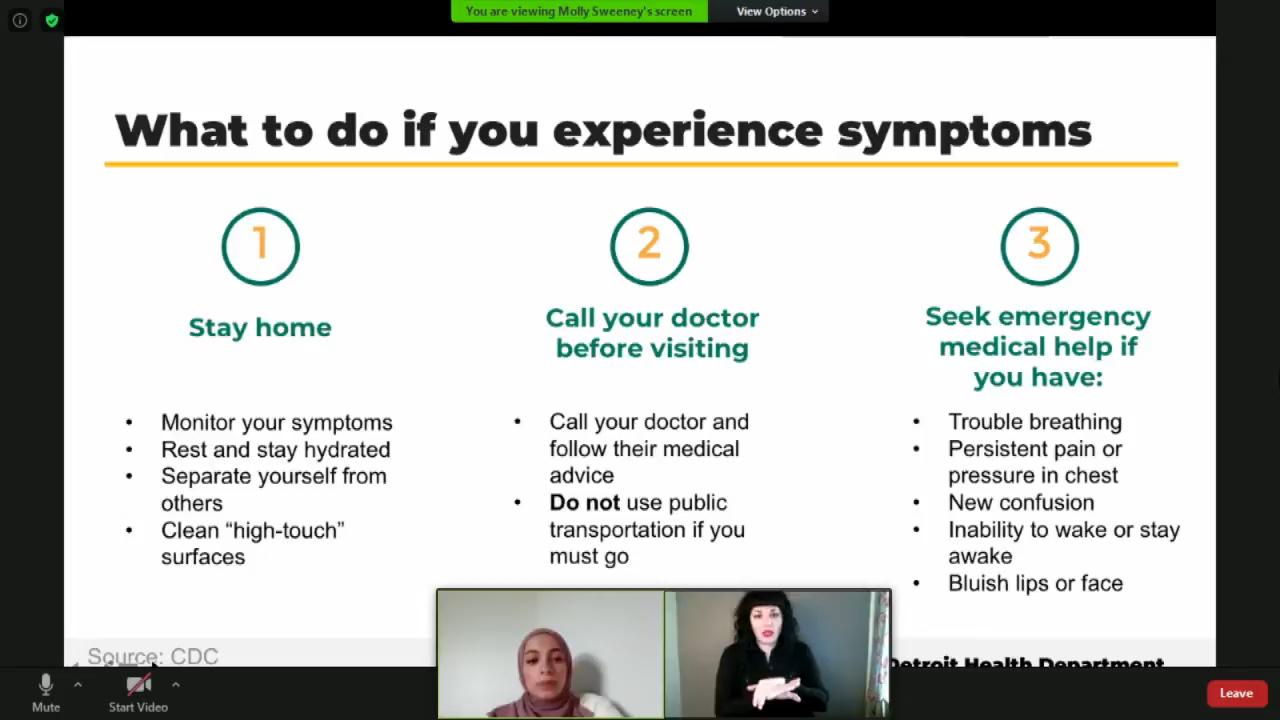 You are viewing Molly Sweeney's screen
View Options
What to do if you experience symptoms
1
Stay home
• Monitor your symptoms
• Rest and stay hydrated
• Separate yourself from
others
• Clean “high-touch”
surfaces
2
Call your doctor
before visiting
• Call your doctor and
follow their medical
advice
• Do not use public
transportation if you
must go
3
Seek emergency
medical help if
you have:
• Trouble breathing
• Persistent pain or
pressure in chest
• New confusion
• Inability to wake or stay
awake
• Bluish lips or face
Source: CDC
Detroit Health Department
Mute
Start Video
Leave